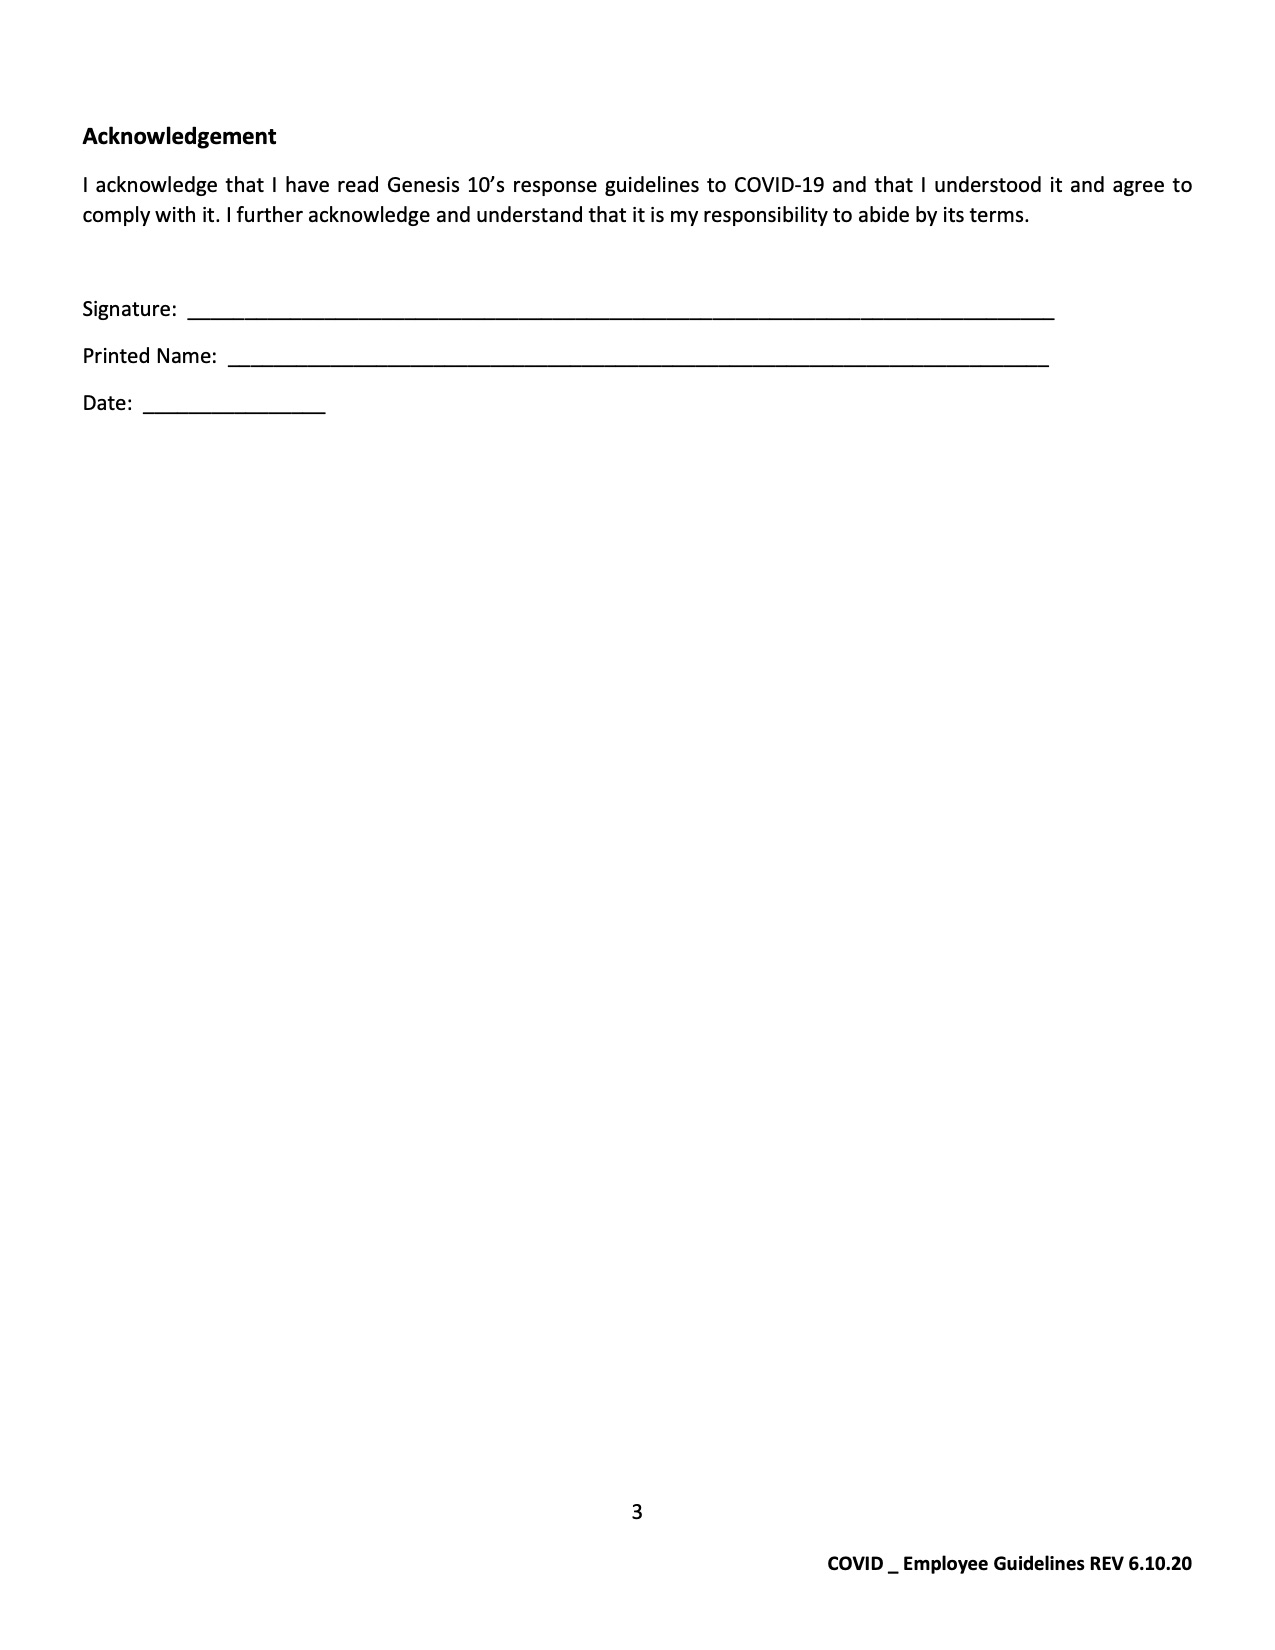 Acknowledgement
I acknowledge that I have read Genesis 10’s response guidelines to COVID-19 and that I understood it and agree to
comply with it. I further acknowledge and understand that it is my responsibility to abide by its terms.
Signature: ____________________________________________________________________________
Printed Name: ________________________________________________________________________
Date: ________________
3
COVID _ Employee Guidelines REV 6.10.20